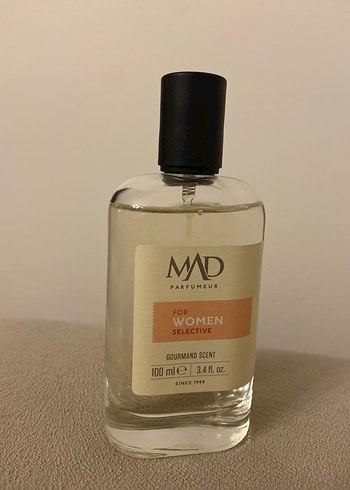 MAD
PARFUMEUR
FOR
WOMEN
SELECTIVE
GOURMAND SCENT
100 ml℮ 3.4 fl. oz.
SINCE 1999